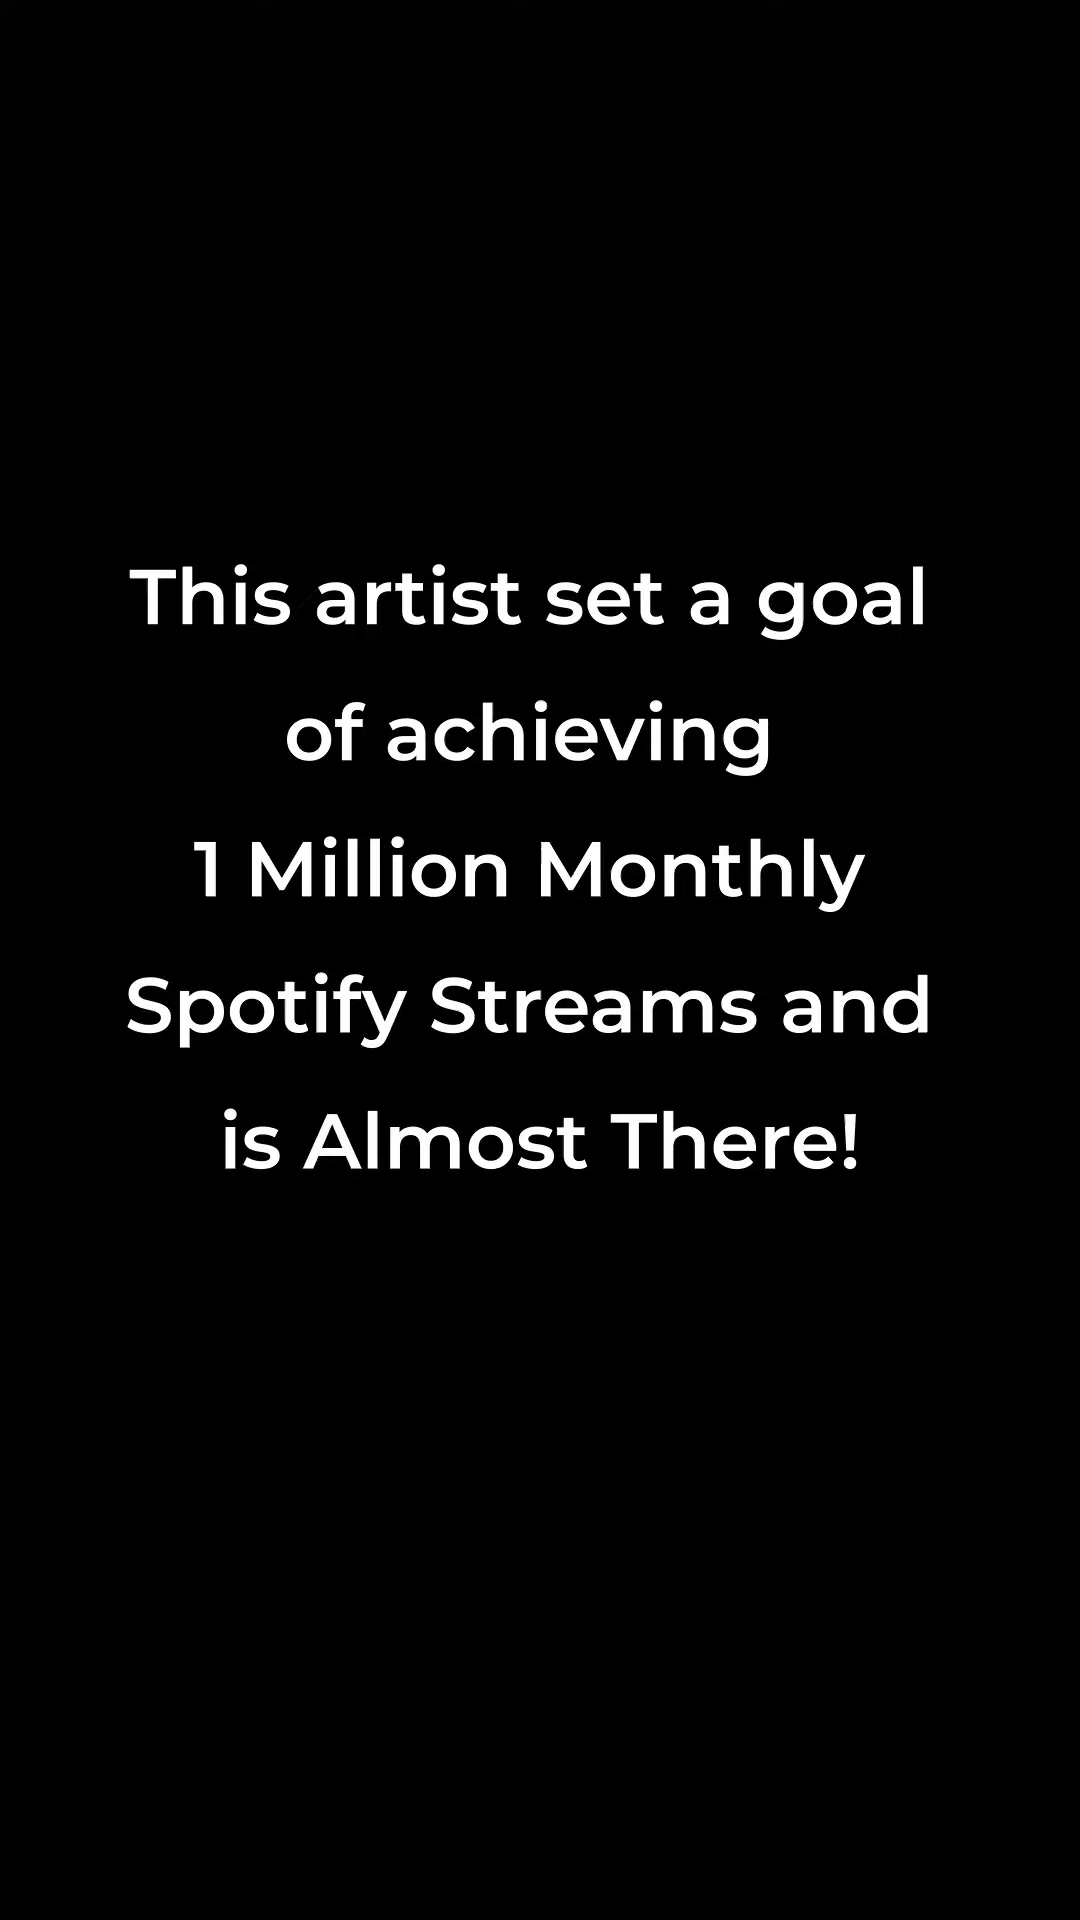 This artist set a goal
of achieving
1 Million Monthly
Spotify Streams and
is Almost There!